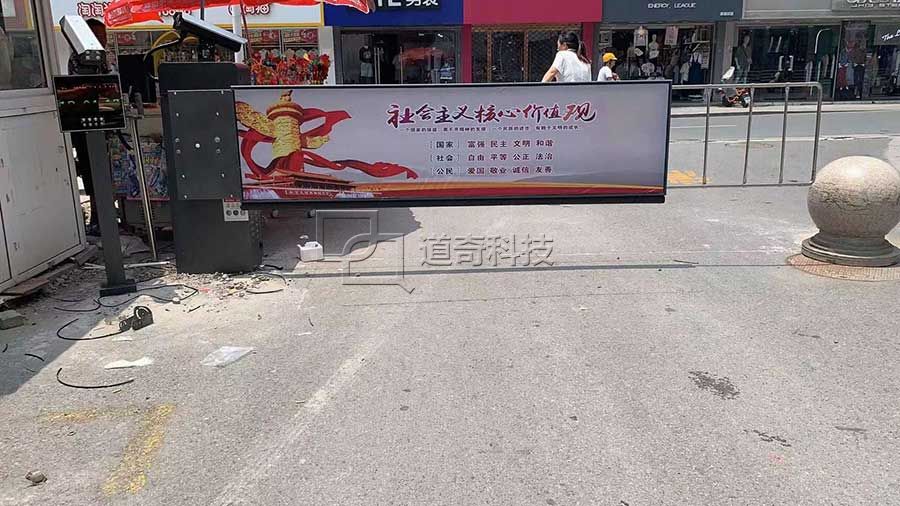 男装
ENERGY LEAGUE
社会主义核心价值观
[ 国家 ] 富强 民主 文明 和谐
[ 社会 ] 自由 平等 公正 法治
[ 公民 ] 爱国 敬业 诚信 友善
道奇科技